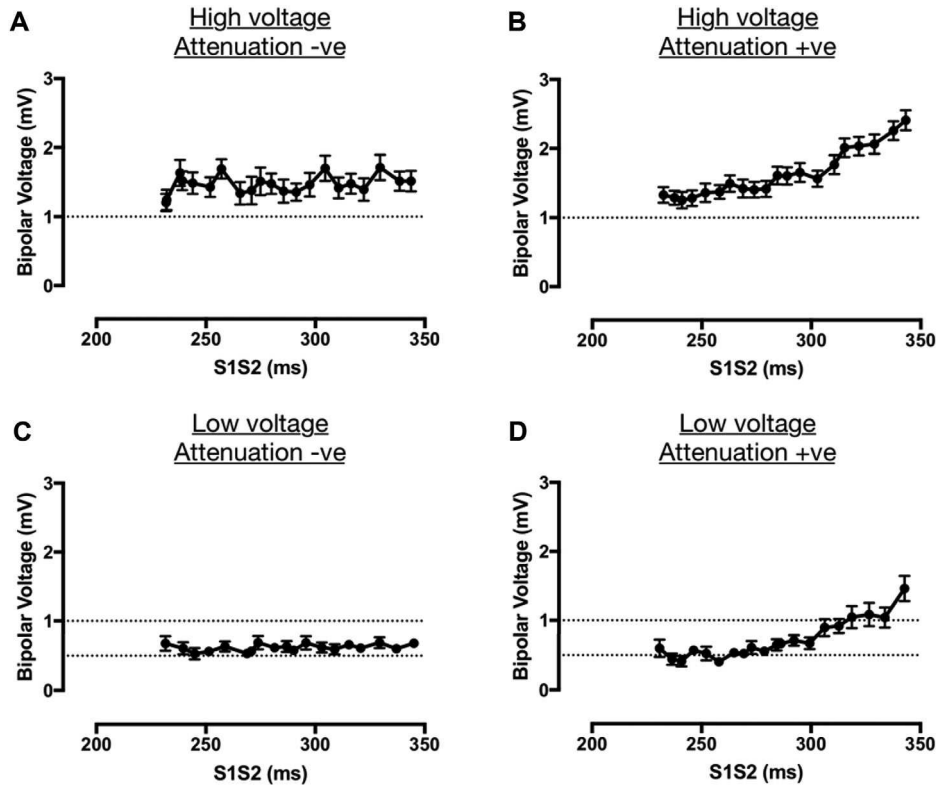 A
High voltage
Attenuation -ve
3
2
1
0
Bipolar Voltage (mV)
200
250
300
350
S1S2 (ms)
B
High voltage
Attenuation +ve
3
2
1
0
Bipolar Voltage (mV)
200
250
300
350
S1S2 (ms)
C
Low voltage
Attenuation -ve
3
2
1
0
Bipolar Voltage (mV)
200
250
300
350
S1S2 (ms)
D
Low voltage
Attenuation +ve
3
2
1
0
Bipolar Voltage (mV)
200
250
300
350
S1S2 (ms)